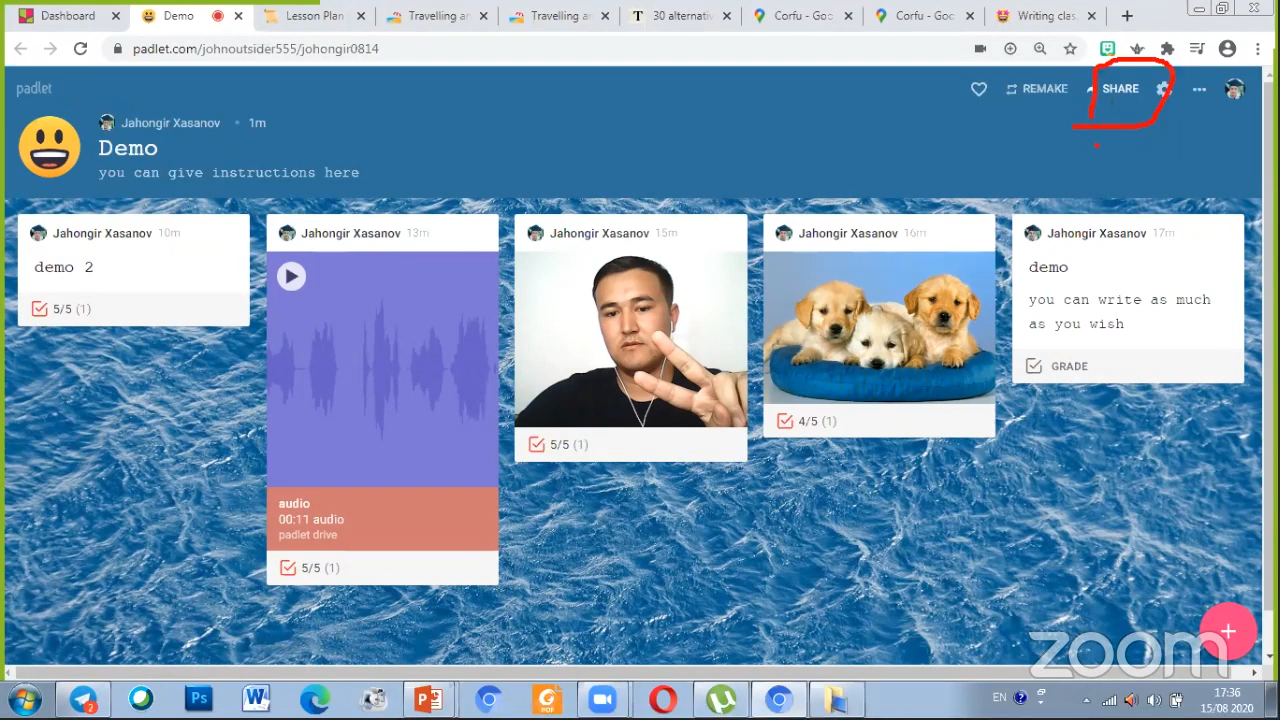 Dashboard
Demo
Lesson Plan
Travelling a
Travelling a
T
30 alternativ
Corfu - Goo
Corfu - Goo
Writing clas
padlet.com/johnoutsider555/johongir0814
padlet
REMAKE
SHARE
Jahongir Xasanov • 1m
Demo
you can give instructions here
Jahongir Xasanov 10m
demo 2
5/5 (1)
Jahongir Xasanov 13m
audio
00:11 audio
padlet drive
5/5 (1)
Jahongir Xasanov 15m
5/5 (1)
Jahongir Xasanov 16m
4/5 (1)
Jahongir Xasanov 17m
demo
you can write as much
as you wish
GRADE
zoom
2
Ps
W
P
PDF
EN
17:36
15/08 2020